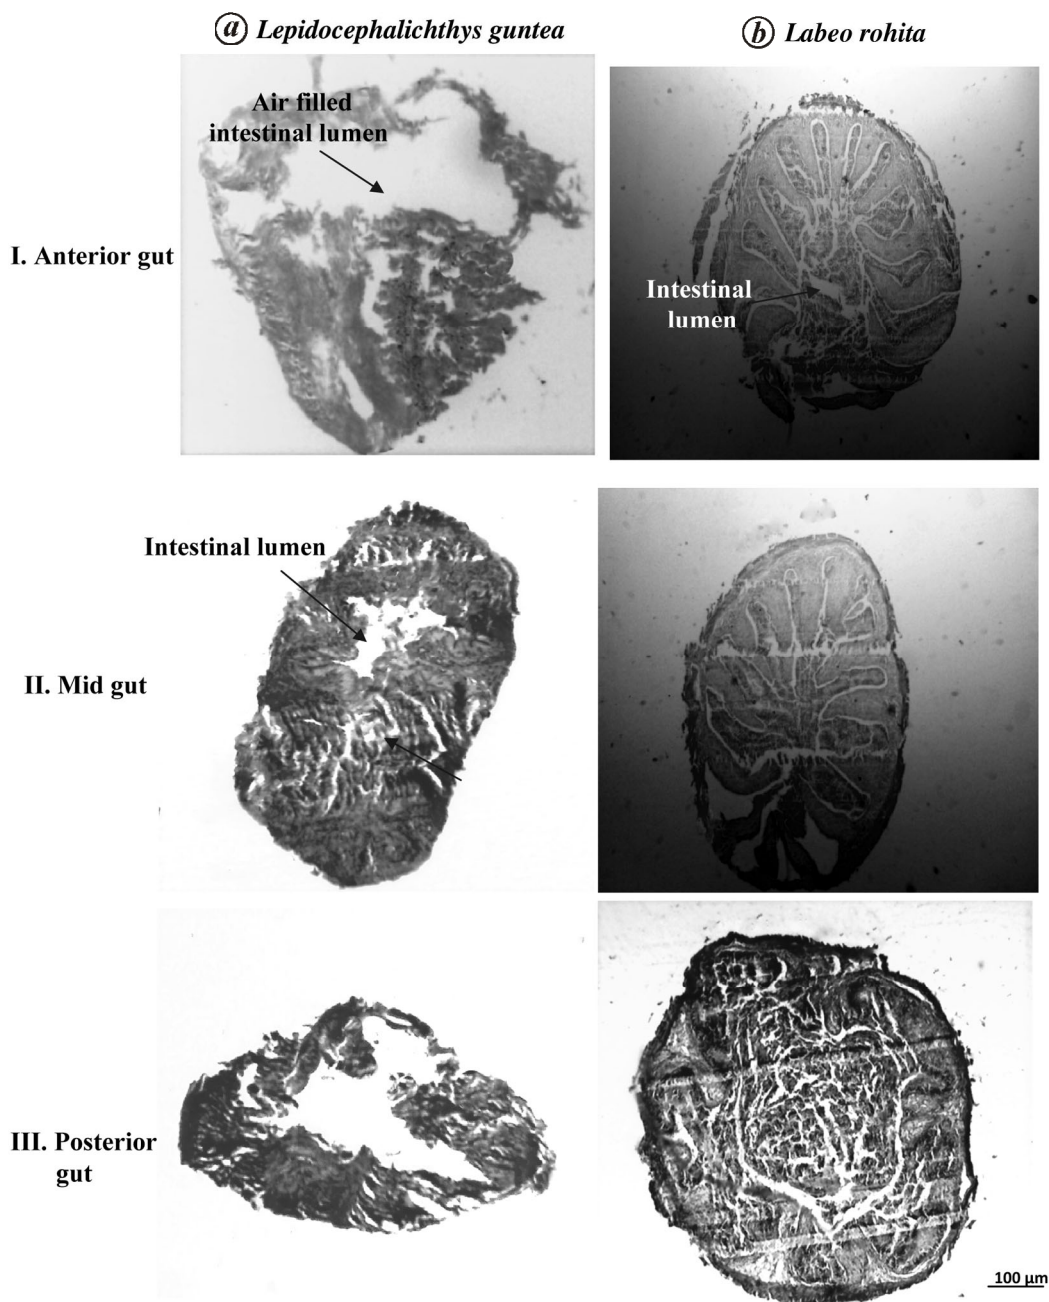 a Lepidocephalichthys guntea
b Labeo rohita
Air filled
intestinal lumen
I. Anterior gut
Intestinal
lumen
Intestinal lumen
II. Mid gut
III. Posterior
gut
100 µm